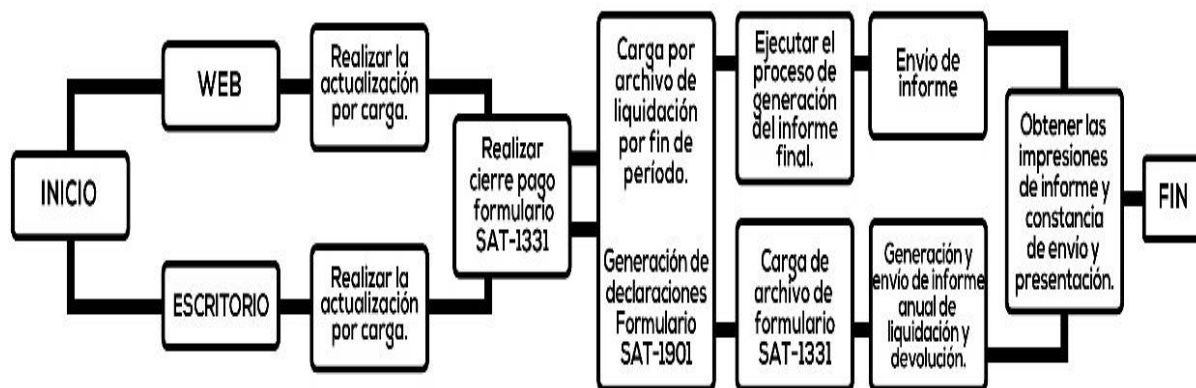 INICIO
WEB
Realizar la
actualización
por carga.
ESCRITORIO
Realizar la
actualización
por carga.
Realizar
cierre pago
formulario
SAT-1331
Carga por
archivo de
liquidación
por fin de
período.
Generación de
declaraciones
Formulario
SAT-1901
Ejecutar el
proceso de
generación
del informe
final.
Envío de
informe
Carga de
archivo de
formulario
SAT-1331
Generación y
envío de informe
anual de
liquidación y
devolución.
Obtener las
impresiones
de informe y
constancia
de envío y
presentación.
FIN